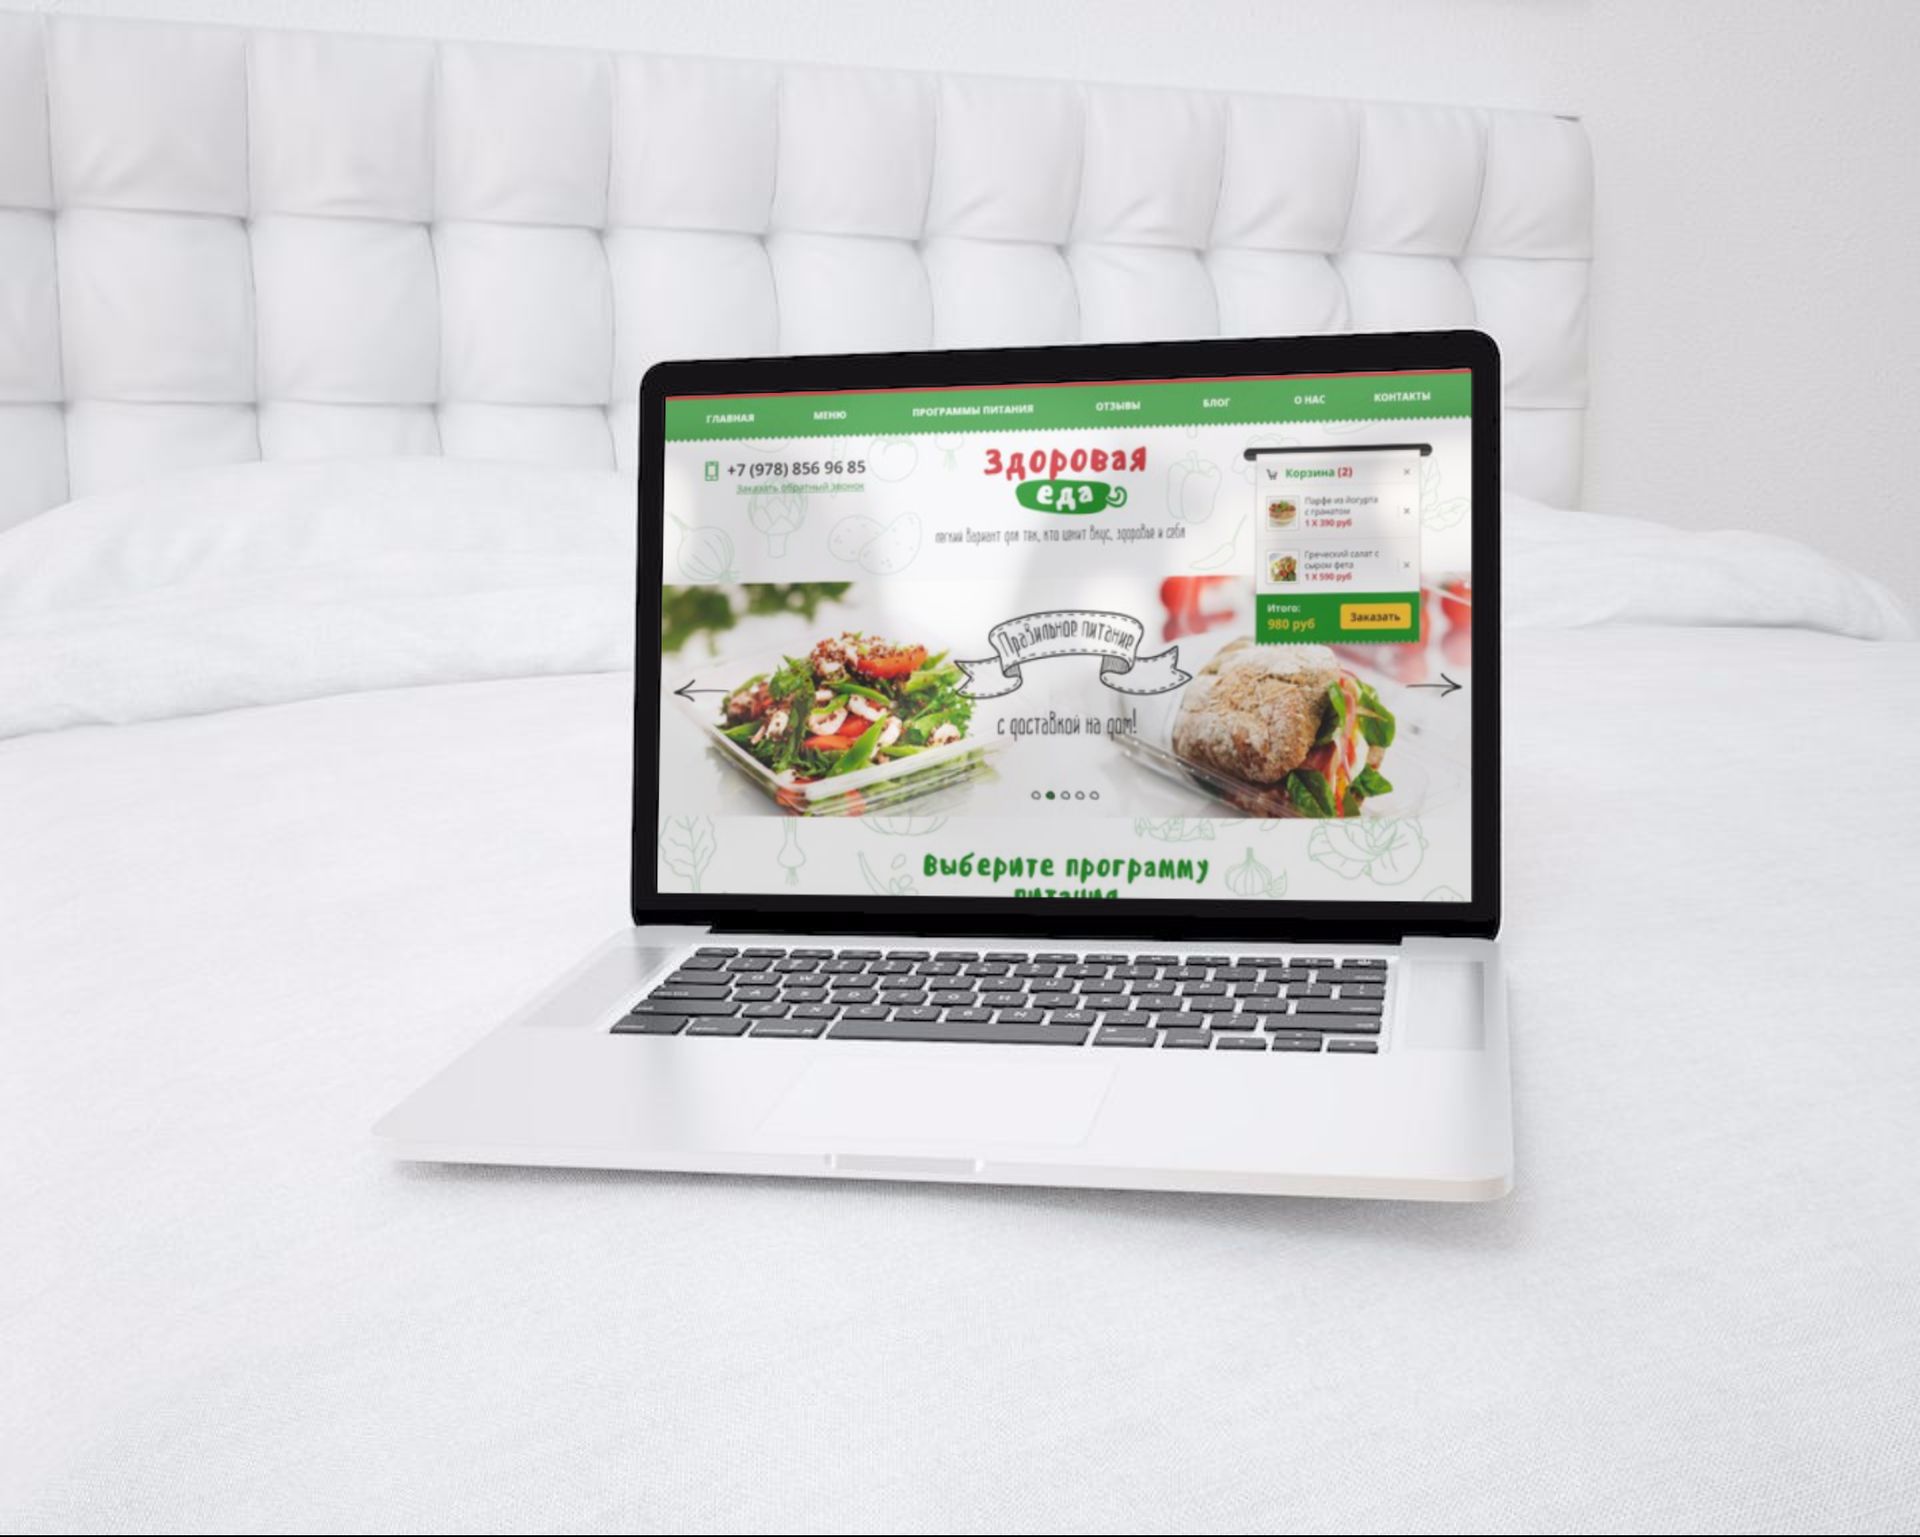 ГЛАВНАЯ МЕНЮ ПРОГРАММЫ ПИТАНИЯ ОТЗЫВЫ БЛОГ О НАС КОНТАКТЫ
+7 (978) 856 96 85
Заказать обратный звонок
Здоровая
еда
легкий вариант для тех, кто ценит вкус, здоровье и себя
Корзина (2)
Парфе из йогурта
с гранатом
1 X 390 руб
Греческий салат с
сыром фета
1 X 590 руб
Итого:
980 руб
Заказать
Правильное питание
с доставкой на дом!
Выберите программу
питания